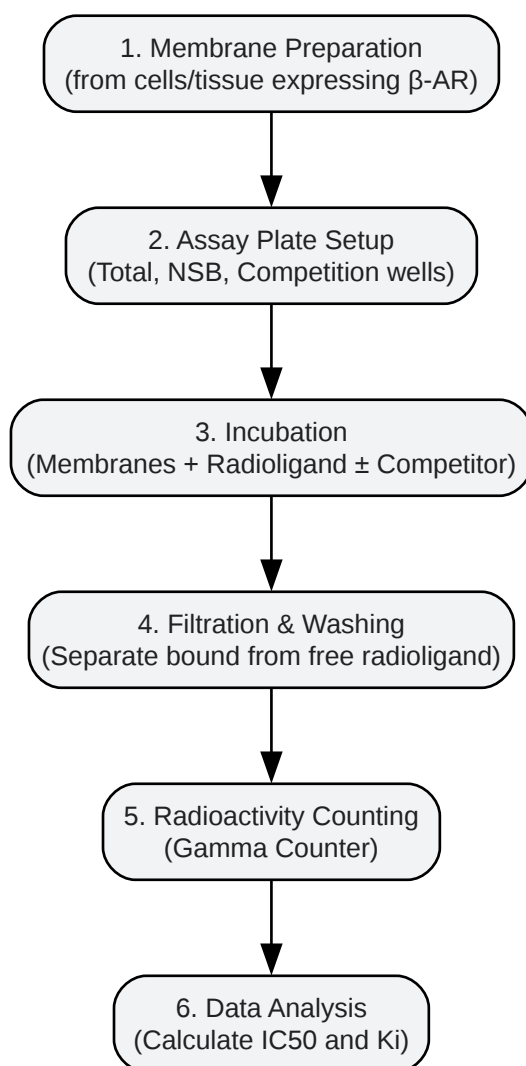 1. Membrane Preparation
(from cells/tissue expressing β-AR)
2. Assay Plate Setup
(Total, NSB, Competition wells)
3. Incubation
(Membranes + Radioligand ± Competitor)
4. Filtration & Washing
(Separate bound from free radioligand)
5. Radioactivity Counting
(Gamma Counter)
6. Data Analysis
(Calculate IC50 and Ki)